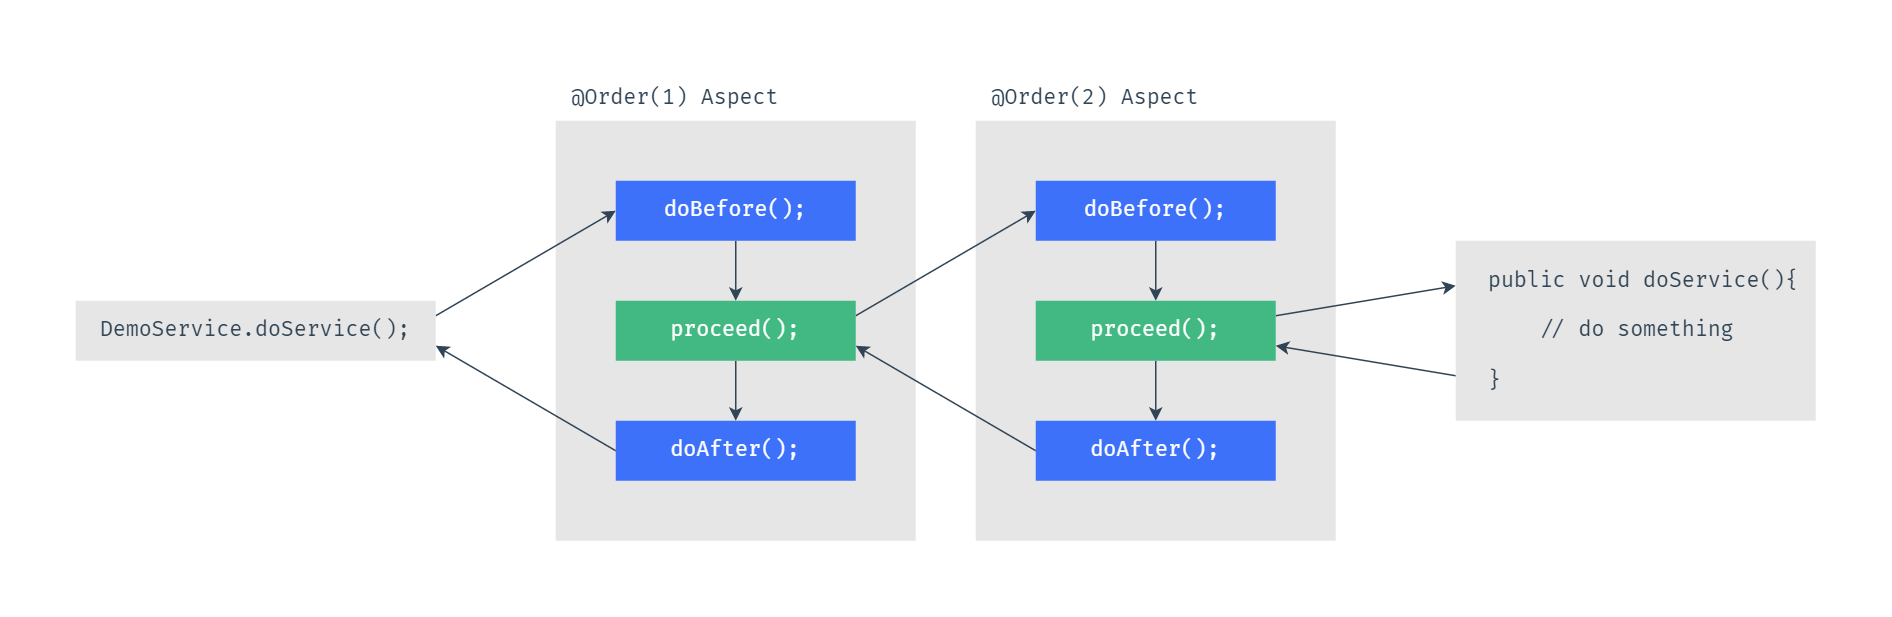 @Order(1) Aspect
@Order(2) Aspect
DemoService.doService();
doBefore();
proceed();
doAfter();
doBefore();
proceed();
doAfter();
public void doService(){
// do something
}